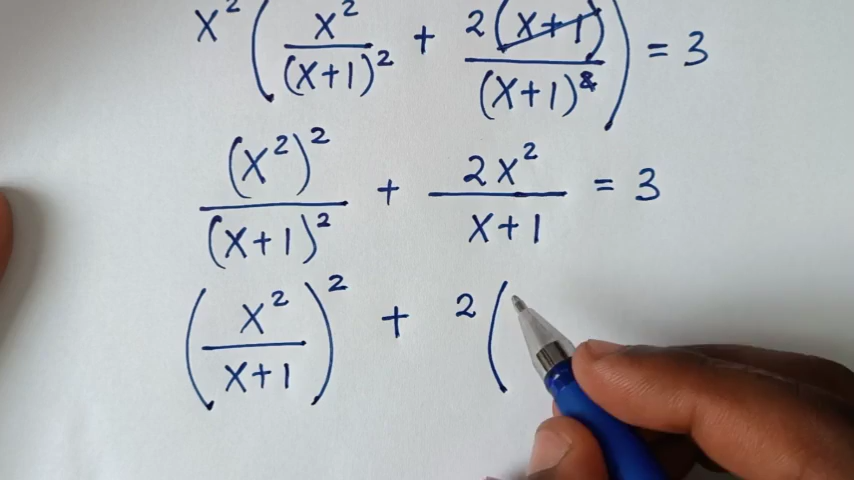 x² ( x²/(x+1)² + 2(x+1)/(x+1)² ) = 3
(x²)²/(x+1)² + 2x²/x+1 = 3
( x²/x+1 )² + 2 (